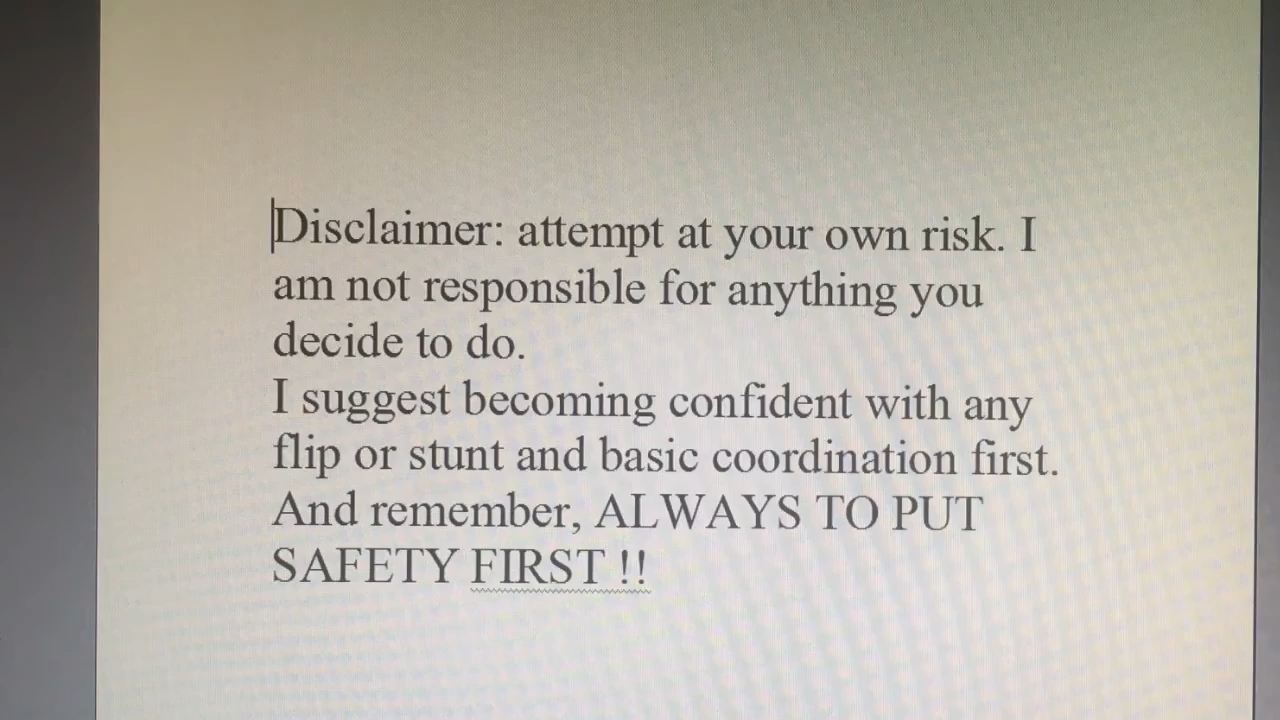 Disclaimer: attempt at your own risk. I
am not responsible for anything you
decide to do.
I suggest becoming confident with any
flip or stunt and basic coordination first.
And remember, ALWAYS TO PUT
SAFETY FIRST !!